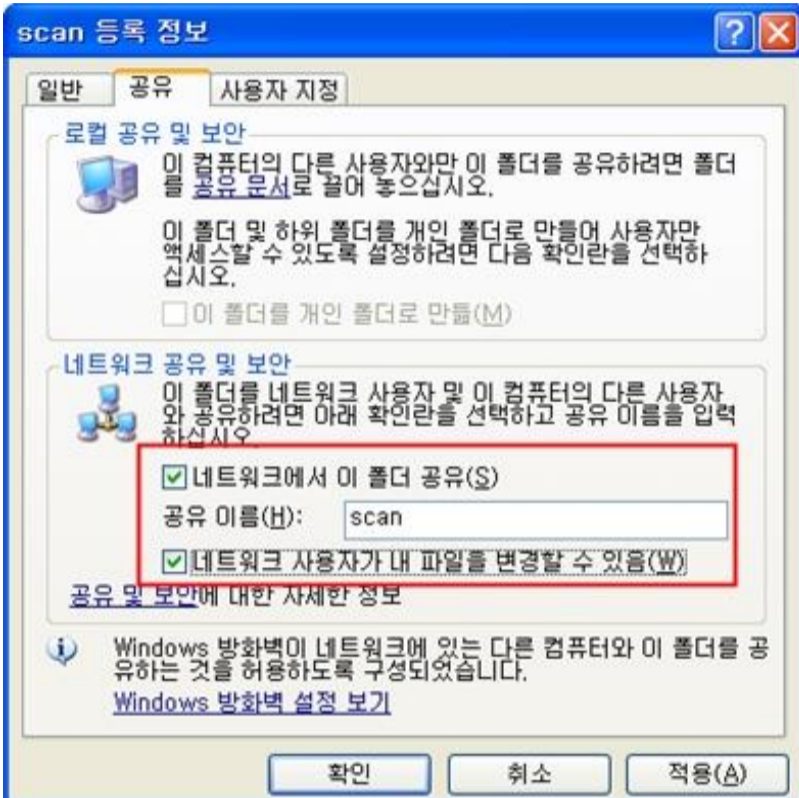 scan 등록 정보
일반 공유 사용자 지정
로컬 공유 및 보안
이 컴퓨터의 다른 사용자와만 이 폴더를 공유하려면 폴더
를 공유 문서로 끌어 놓으십시오.
이 폴더 및 하위 폴더를 개인 폴더로 만들어 사용자만
액세스할 수 있도록 설정하려면 다음 확인란을 선택하
십시오.
이 폴더를 개인 폴더로 만듦(M)
네트워크 공유 및 보안
이 폴더를 네트워크 사용자 및 이 컴퓨터의 다른 사용자
와 공유하려면 아래 확인란을 선택하고 공유 이름을 입력
하십시오.
네트워크에서 이 폴더 공유(S)
공유 이름(H): scan
네트워크 사용자가 내 파일을 변경할 수 있음(W)
공유 및 보안에 대한 자세한 정보
Windows 방화벽이 네트워크에 있는 다른 컴퓨터와 이 폴더를 공
유하는 것을 허용하도록 구성되었습니다.
Windows 방화벽 설정 보기
확인 취소 적용(A)